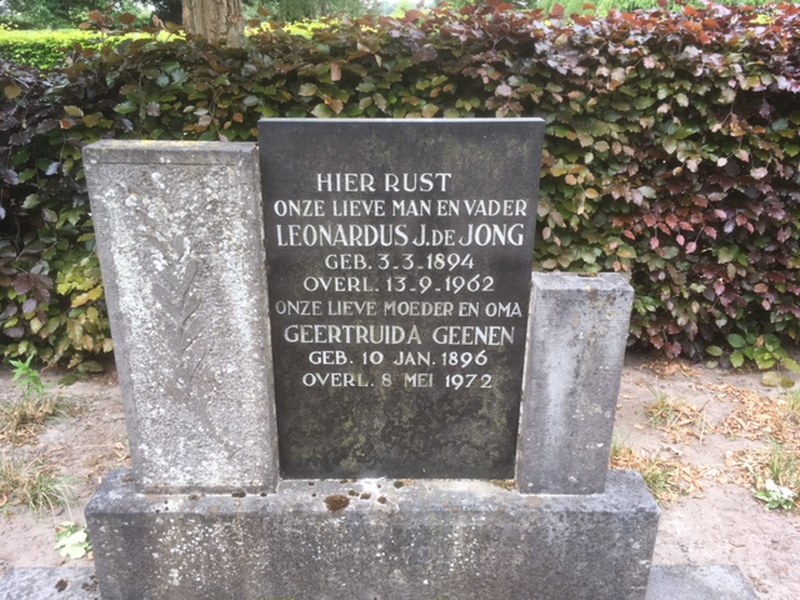 HIER RUST
ONZE LIEVE MAN EN VADER
LEONARDUS J. DE JONG
GEB. 3-3-1894
OVERL. 13-9-1962
ONZE LIEVE MOEDER EN OMA
GEERTRUIDA GEENEN
GEB. 10 JAN. 1896
OVERL. 8 MEI 1972